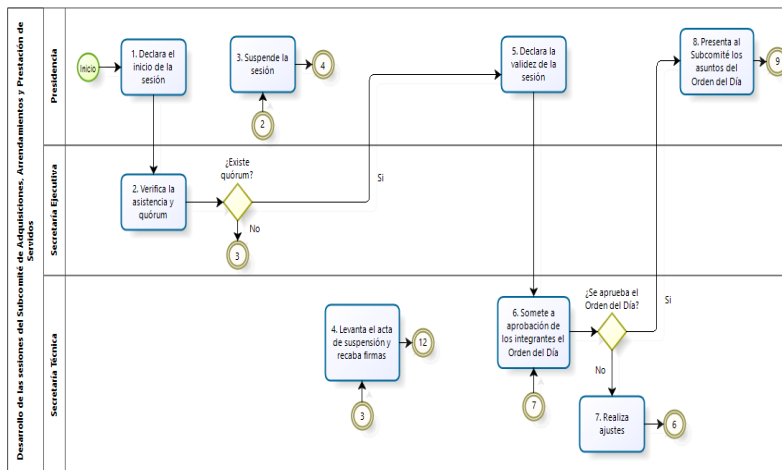 Desarrollo de las sesiones del Subcomité de Adquisiciones, Arrendamientos y Prestación de
Servidos
Presidencia
Inicio
1. Declara el
inicio de la
sesión
3. Suspende la
sesión
4
2
5. Declara la
validez de la
sesión
8. Presenta al
Subcomité los
asuntos del
Orden del Día
9
Secretaría Ejecutiva
2. Verifica la
asistencia y
quórum
¿Existe
quórum?
Si
No
3
Secretaría Técnica
4. Levanta el acta
de suspensión y
recaba firmas
12
3
6. Somete a
aprobación de
los integrantes el
Orden del Día
7
¿Se aprueba el
Orden del Día?
Si
No
7. Realiza
ajustes
6